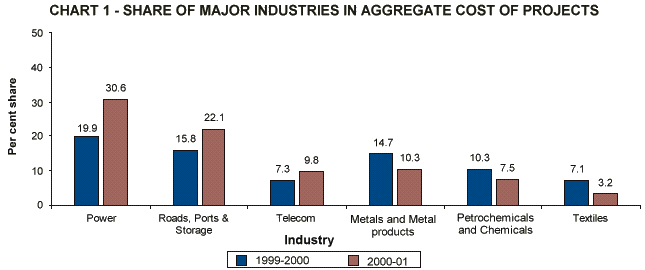 CHART 1 - SHARE OF MAJOR INDUSTRIES IN AGGREGATE COST OF PROJECTS
Per cent share
50
40
30
20
10
0
19.9
30.6
15.8
22.1
7.3
9.8
14.7
10.3
10.3
7.5
7.1
3.2
Power
Roads, Ports &
Storage
Telecom
Metals and Metal
products
Petrochemicals
and Chemicals
Textiles
Industry
1999-2000
2000-01